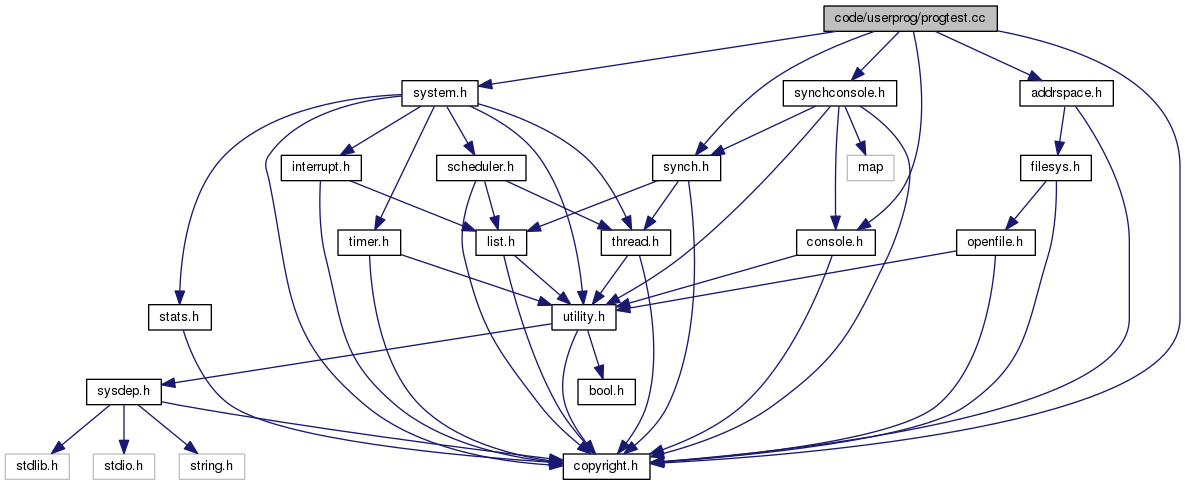 code/userprog/progtest.cc
system.h
synchconsole.h
addrspace.h
interrupt.h
scheduler.h
synch.h
map
filesys.h
timer.h
list.h
thread.h
console.h
openfile.h
stats.h
utility.h
sysdep.h
bool.h
stdlib.h
stdio.h
string.h
copyright.h